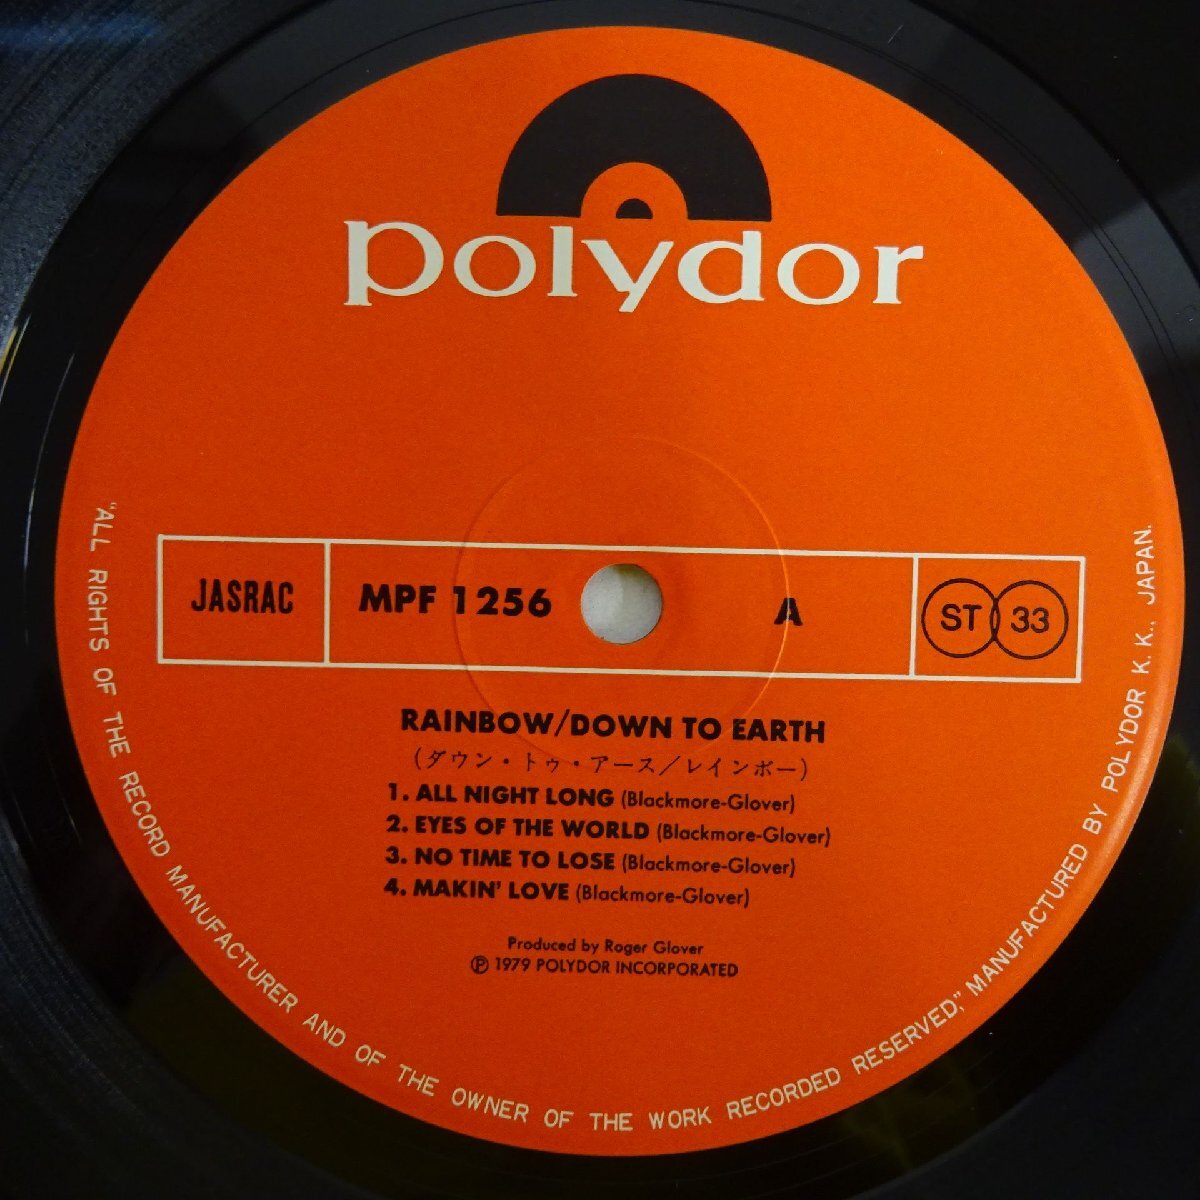 polydor
JASRAC
MPF 1256
A
ST 33
RAINBOW/DOWN TO EARTH
(ダウン・トゥ・アース/レインボー)
1. ALL NIGHT LONG (Blackmore-Glover)
2. EYES OF THE WORLD (Blackmore-Glover)
3. NO TIME TO LOSE (Blackmore-Glover)
4. MAKIN' LOVE (Blackmore-Glover)
Produced by Roger Glover
℗ 1979 POLYDOR INCORPORATED
"ALL RIGHTS OF THE RECORD MANUFACTURER AND OF THE OWNER OF THE WORK RECORDED RESERVED," MANUFACTURED BY POLYDOR K. K., JAPAN.